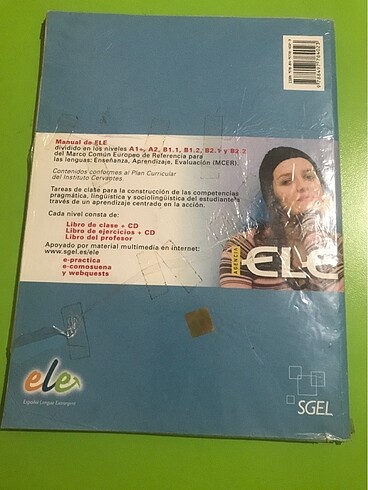 Manual de ELE
dividido en los niveles A1+, A2, B1.1, B1.2, B2.1 y B2.2
del Marco Común Europeo de Referencia para
las lenguas: Enseñanza, Aprendizaje, Evaluación (MCER).
Contenidos conformes al Plan Curricular
del Instituto Cervantes.
Tareas de clase para la construcción de las competencias
pragmática, lingüística y sociolingüística del estudiante
través de un aprendizaje centrado en la acción.
Cada nivel consta de:
Libro de clase + CD
Libro de ejercicios + CD
Libro del profesor
Apoyado por material multimedia en internet:
www.sgel.es/ele
e-practica
e-comosuena
y webquests
AGENCIA
ELE
ele
Español Lengua Extranjera
SGEL